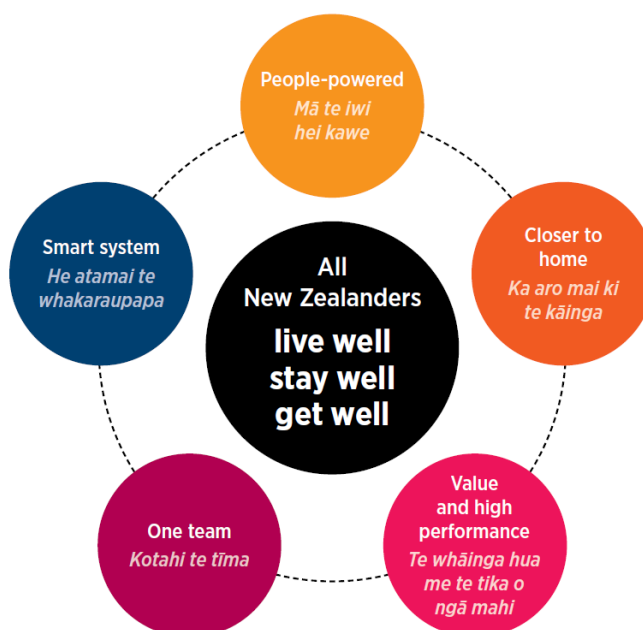 People-powered
Mā te iwi
hei kawe
Closer to
home
Ka aro mai ki
te kāinga
Value
and high
performance
Te whāinga hua
me te tika o
ngā mahi
One team
Kotahi te tīma
Smart system
He atamai te
whakaraupapa
All
New Zealanders
live well
stay well
get well